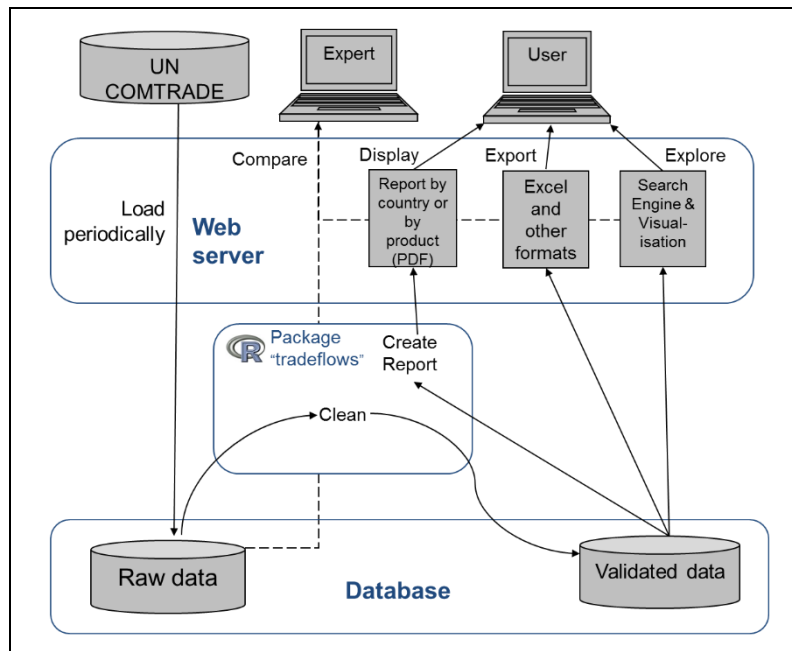 UN
COMTRADE
Expert
User
Compare
Display
Export
Explore
Load
periodically
Web
server
Report by
country or
by
product
(PDF)
Excel
and
other
formats
Search
Engine &
Visual-
isation
R
Package
"tradeflows"
Create
Report
Clean
Raw data
Database
Validated data